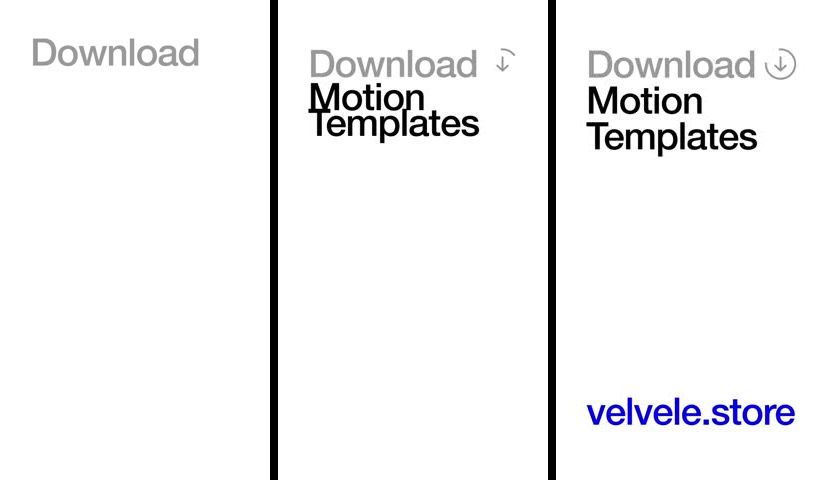 Download
Download
Motion
Templates
Download
Motion
Templates
velvele.store